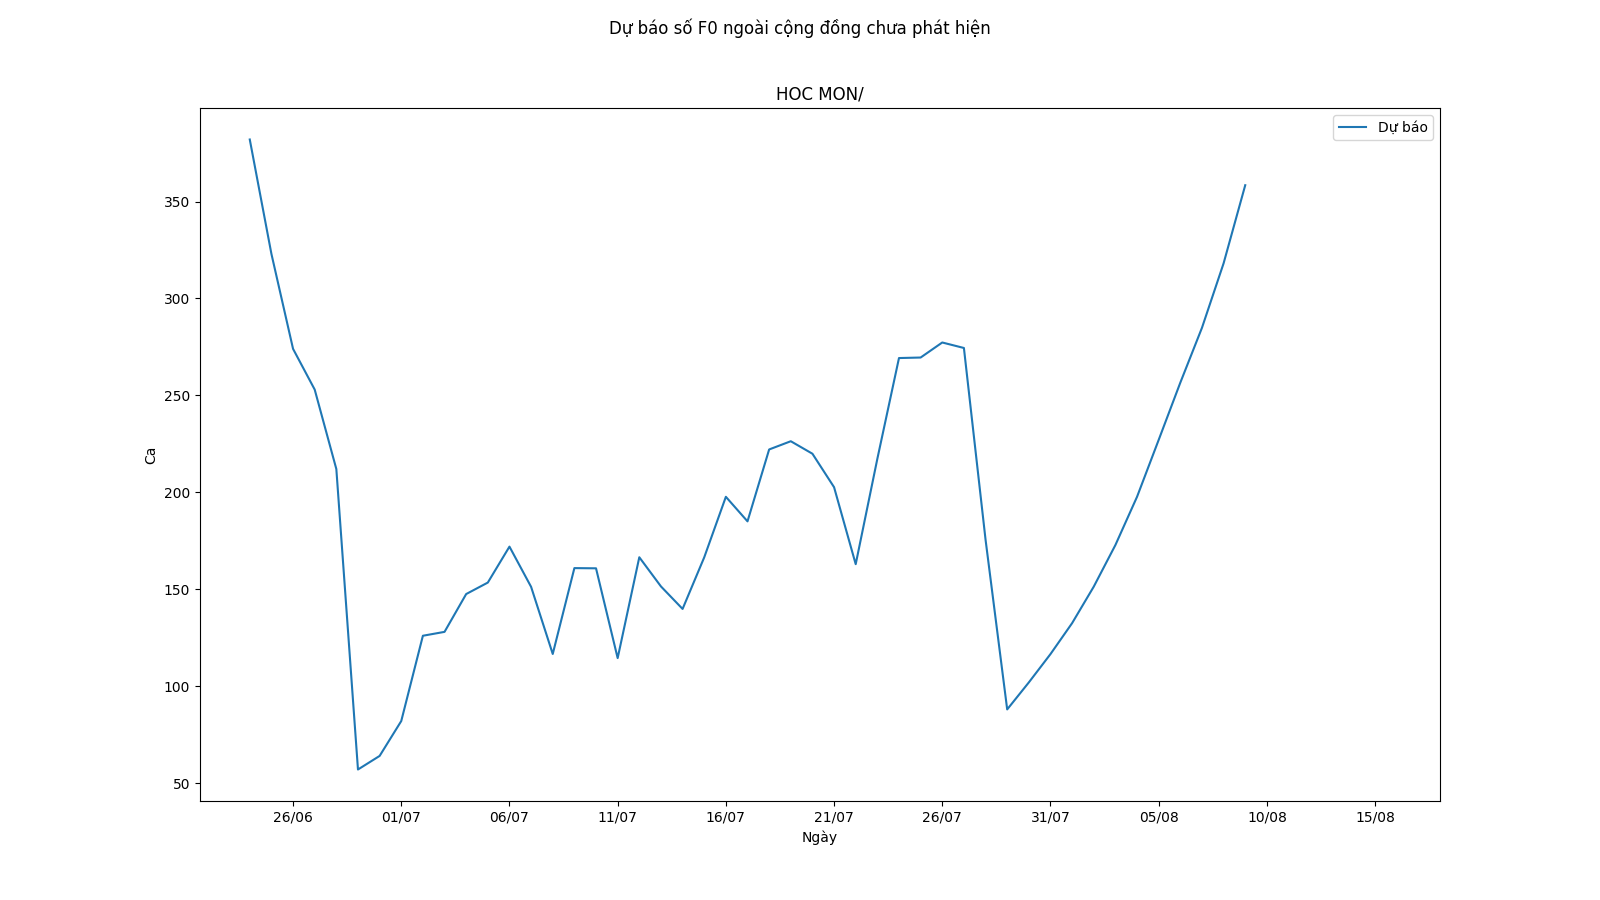 Dự báo số F0 ngoài cộng đồng chưa phát hiện
HOC MON/
Dự báo
350
300
250
200
150
100
50
Ca
26/06 01/07 06/07 11/07 16/07 21/07 26/07 31/07 05/08 10/08 15/08
Ngày